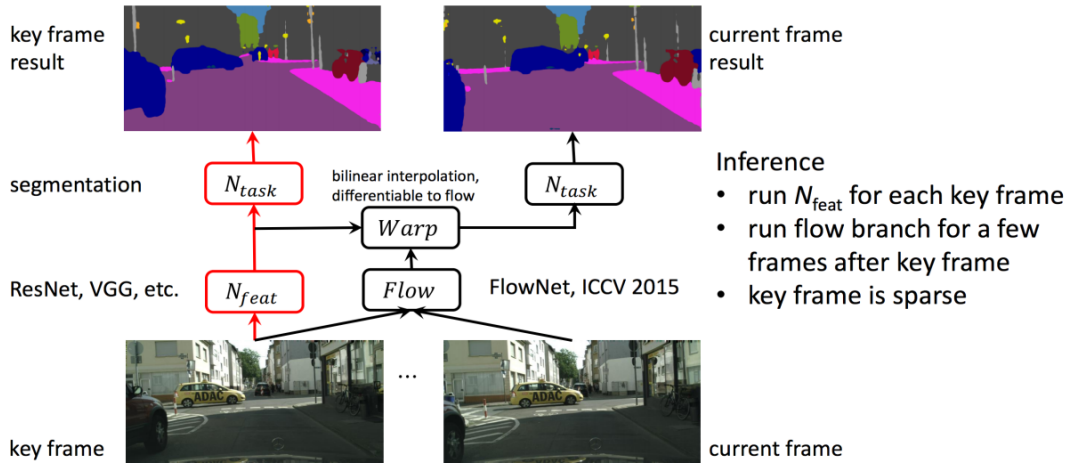 key frame
result
current frame
result
segmentation
N_task
bilinear interpolation,
differentiable to flow
N_task
Warp
ResNet, VGG, etc.
N_feat
Flow
FlowNet, ICCV 2015
Inference
• run N_feat for each key frame
• run flow branch for a few
frames after key frame
• key frame is sparse
ADAC
...
ADAC
key frame
current frame